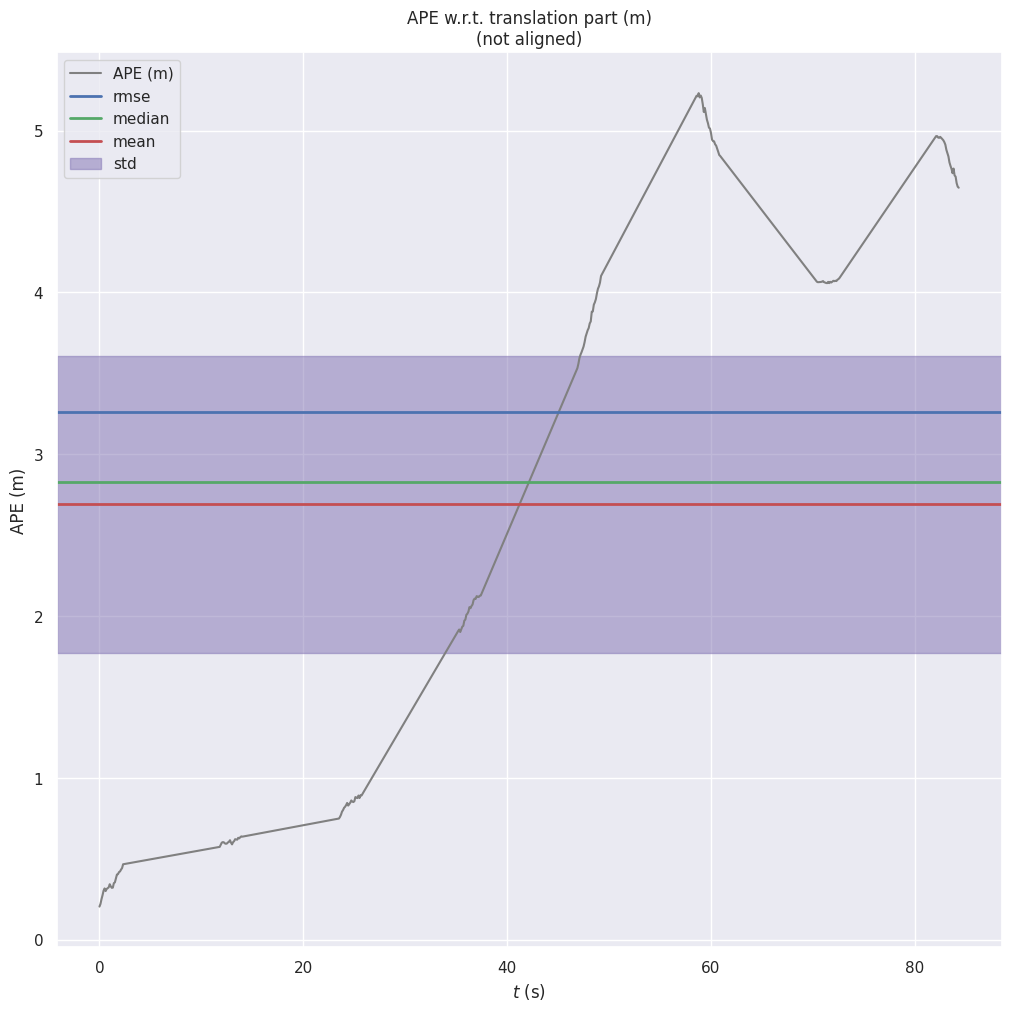 APE w.r.t. translation part (m)
(not aligned)
APE (m)
rmse
median
mean
std
APE (m)
5
4
3
2
1
0
0 20 40 60 80
t (s)